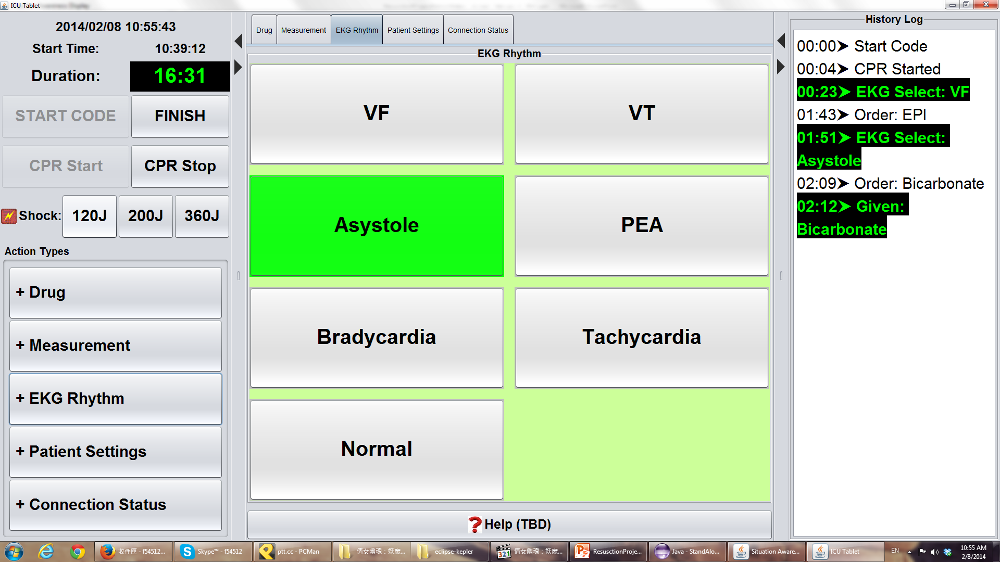 ICU Tablet
2014/02/08 10:55:43
Start Time: 10:39:12
Duration: 16:31
START CODE FINISH
CPR Start CPR Stop
Shock: 120J 200J 360J
Action Types
+ Drug
+ Measurement
+ EKG Rhythm
+ Patient Settings
+ Connection Status
Drug Measurement EKG Rhythm Patient Settings Connection Status
EKG Rhythm
VF VT
Asystole PEA
Bradycardia Tachycardia
Normal
Help (TBD)
History Log
00:00➤ Start Code
00:04➤ CPR Started
00:23➤ EKG Select: VF
01:43➤ Order: EPI
01:51➤ EKG Select:
Asystole
02:09➤ Order: Bicarbonate
02:12➤ Given:
Bicarbonate
收件匣 - f54512... Skype™ - f54512 ptt.cc - PCMan 倩女幽魂：妖魔... eclipse-kepler 321 倩女幽魂：妖魔... ResusctionProje... Java - StandAlo... Situation Aware... ICU Tablet EN 10:55 AM
2/8/2014